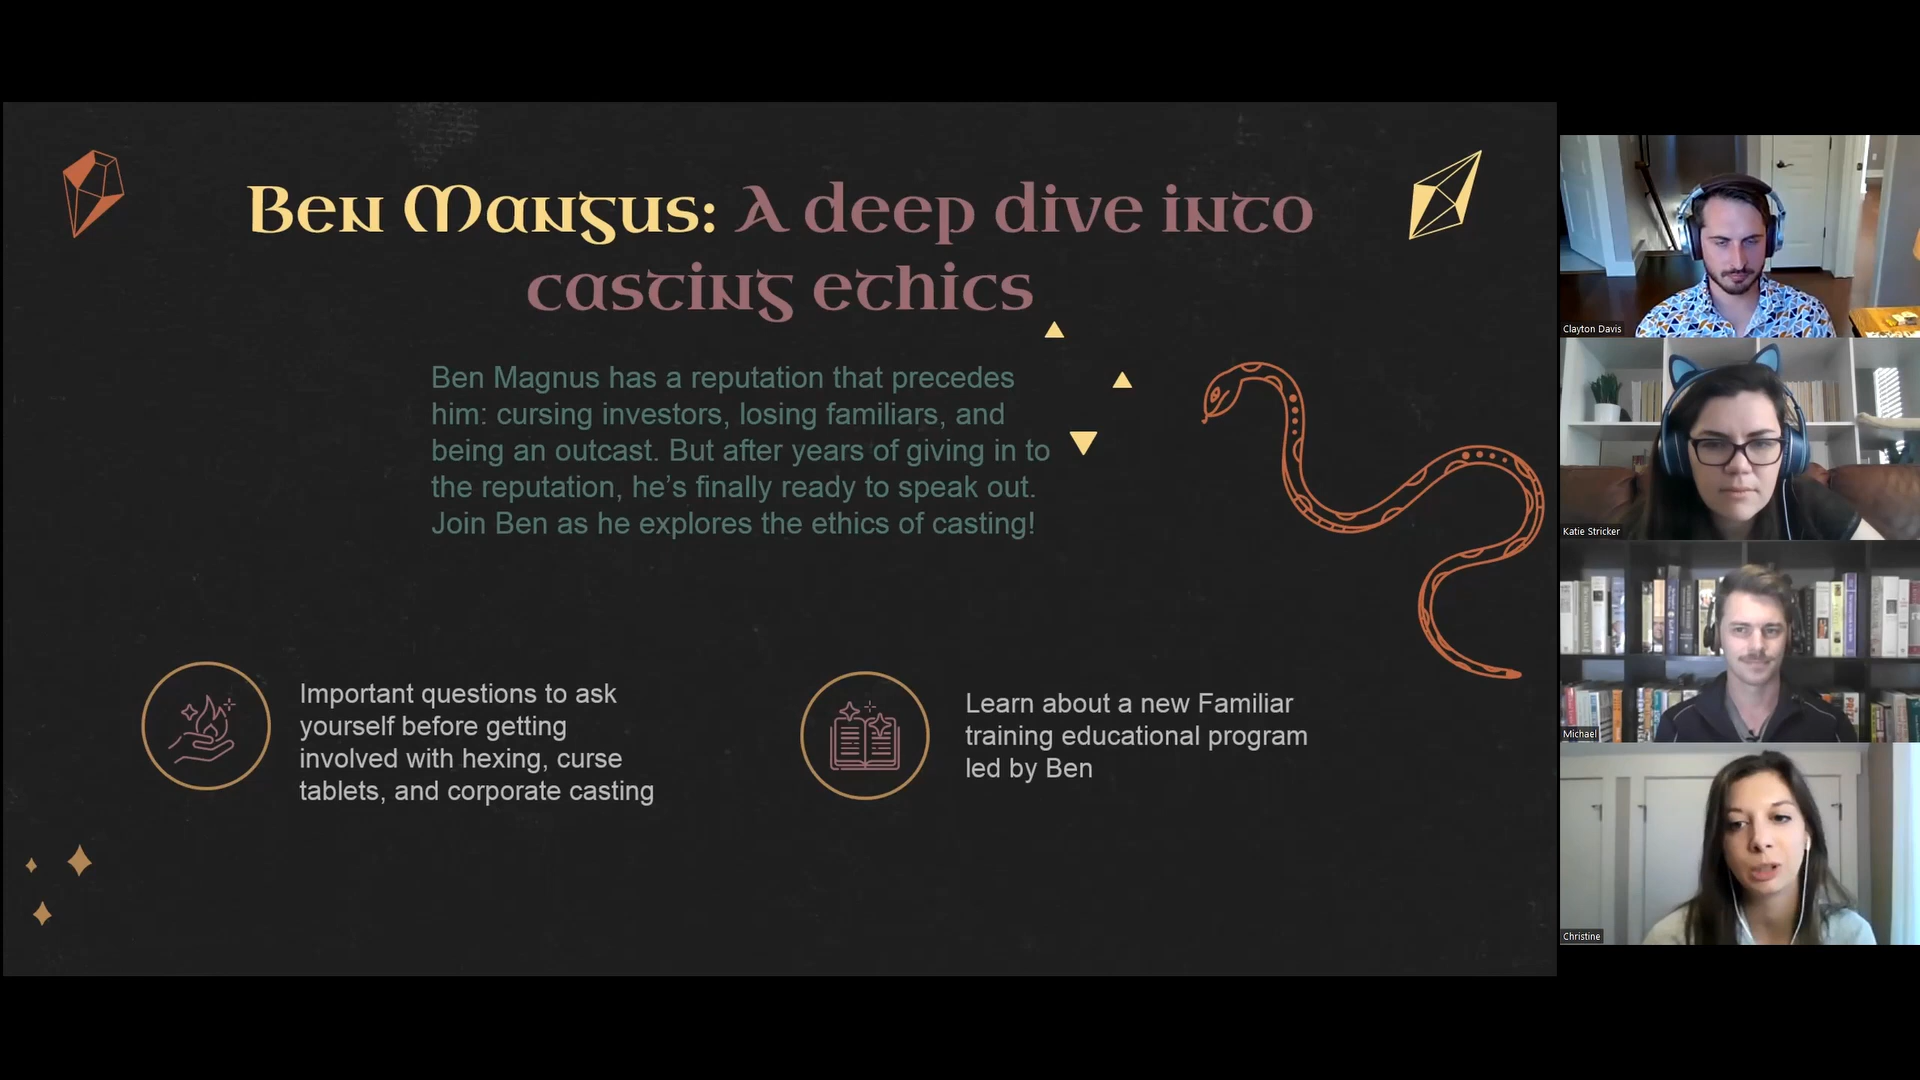 Ben Mangus: A deep dive into
casting ethics
Ben Magnus has a reputation that precedes
him: cursing investors, losing familiars, and
being an outcast. But after years of giving in to
the reputation, he’s finally ready to speak out.
Join Ben as he explores the ethics of casting!
Important questions to ask
yourself before getting
involved with hexing, curse
tablets, and corporate casting
Learn about a new Familiar
training educational program
led by Ben
Clayton Davis
Katie Stricker
Michael
Christine